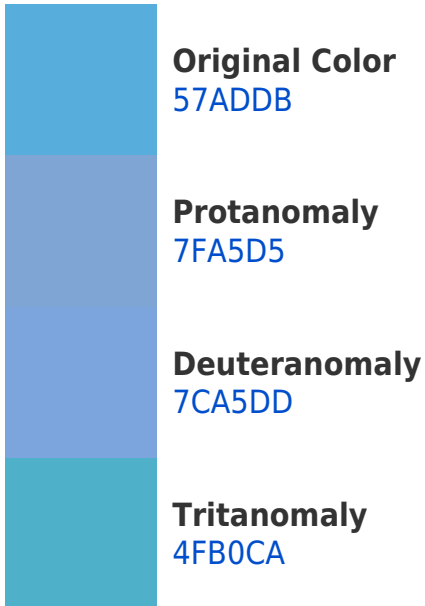 Original Color
57ADDB
Protanomaly
7FA5D5
Deuteranomaly
7CA5DD
Tritanomaly
4FB0CA